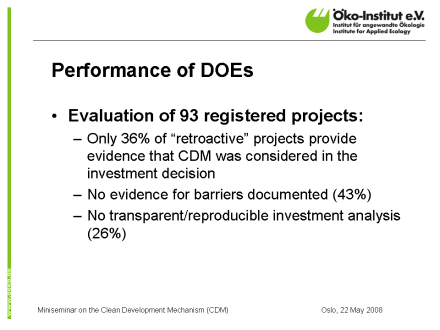 Öko-Institut e.V.
Institut für angewandte Ökologie
Institute for Applied Ecology
Performance of DOEs
• Evaluation of 93 registered projects:
– Only 36% of “retroactive” projects provide
evidence that CDM was considered in the
investment decision
– No evidence for barriers documented (43%)
– No transparent/reproducible investment analysis
(26%)
www.oeko.de
Miniseminar on the Clean Development Mechanism (CDM) Oslo, 22 May 2008